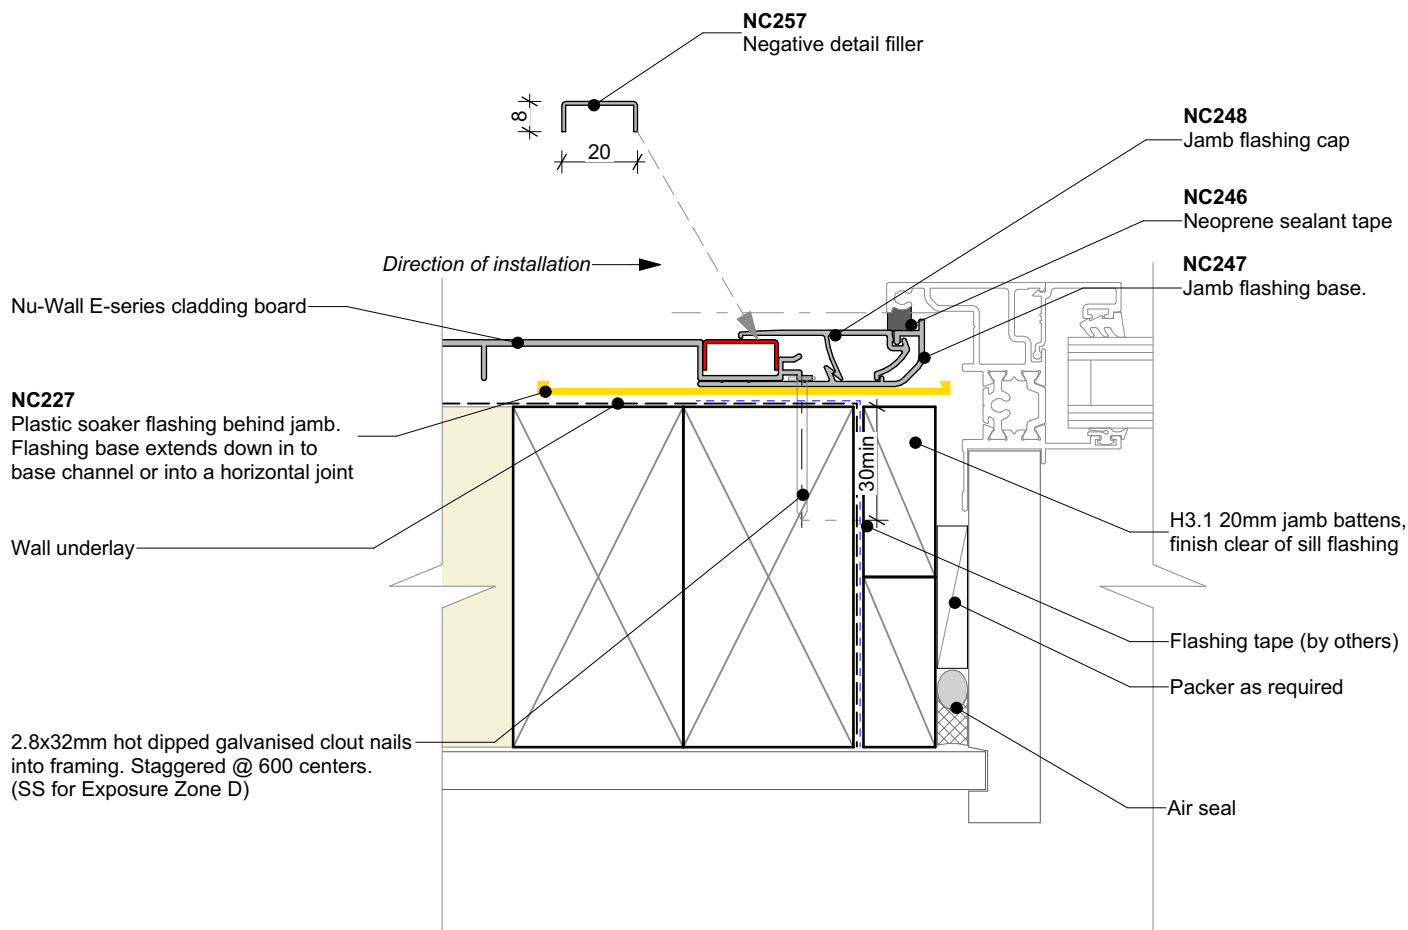 NC257
Negative detail filler
8
20
NC248
Jamb flashing cap
NC246
Neoprene sealant tape
NC247
Jamb flashing base.
Direction of installation
Nu-Wall E-series cladding board
NC227
Plastic soaker flashing behind jamb.
Flashing base extends down in to
base channel or into a horizontal joint
30min
H3.1 20mm jamb battens,
finish clear of sill flashing
Wall underlay
Flashing tape (by others)
Packer as required
2.8x32mm hot dipped galvanised clout nails
into framing. Staggered @ 600 centers.
(SS for Exposure Zone D)
Air seal